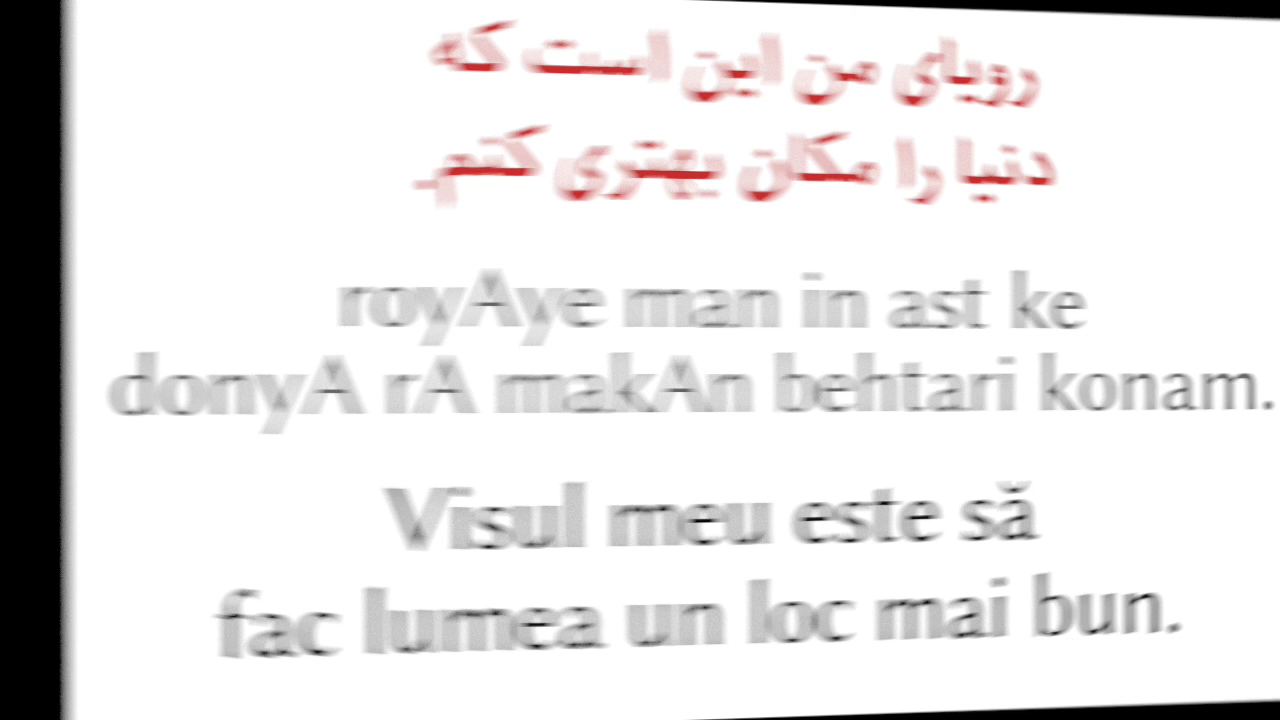 رویای من این است که
دنیا را مکان بهتری کنم.
royAye man in ast ke
donyA rA makAn behtari konam.
Visul meu este să
fac lumea un loc mai bun.